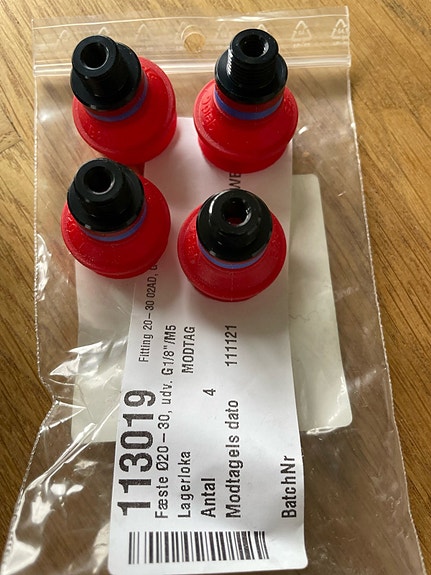 WE
Fitting 20-30 02AD,
113019
Fæste Ø20-30, udv. G1/8"/M5
Lagerloka MODTAG
Antal 4
Modtagels dato 111121
BatchNr